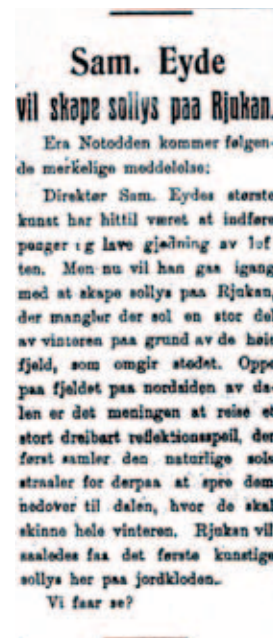 Sam. Eyde
vil skape sollys paa Rjukan.
Fra Notodden kommer følgen-
de merkelige meddelelse:
Direktør Sam. Eydes største
kunst har hittil været at indføre
penger og lave gjødning av luf
ten. Men nu vil han gaa igang
med at skape sollys paa Rjukan,
der mangler der sol en stor del
av vinteren paa grund av de høie
fjeld, som omgir stedet. Oppe
paa fjeldet paa nordsiden av da
len er det meningen at reise et
stort dreibart reflektionsspeil, der
først samler den naturlige sols
straaler for derpaa at spre dem
nedover til dalen, hvor de skal
skinne hele vinteren. Rjukan vil
saaledes faa det første kunstige
sollys her paa jordkloden.
Vi faar se?